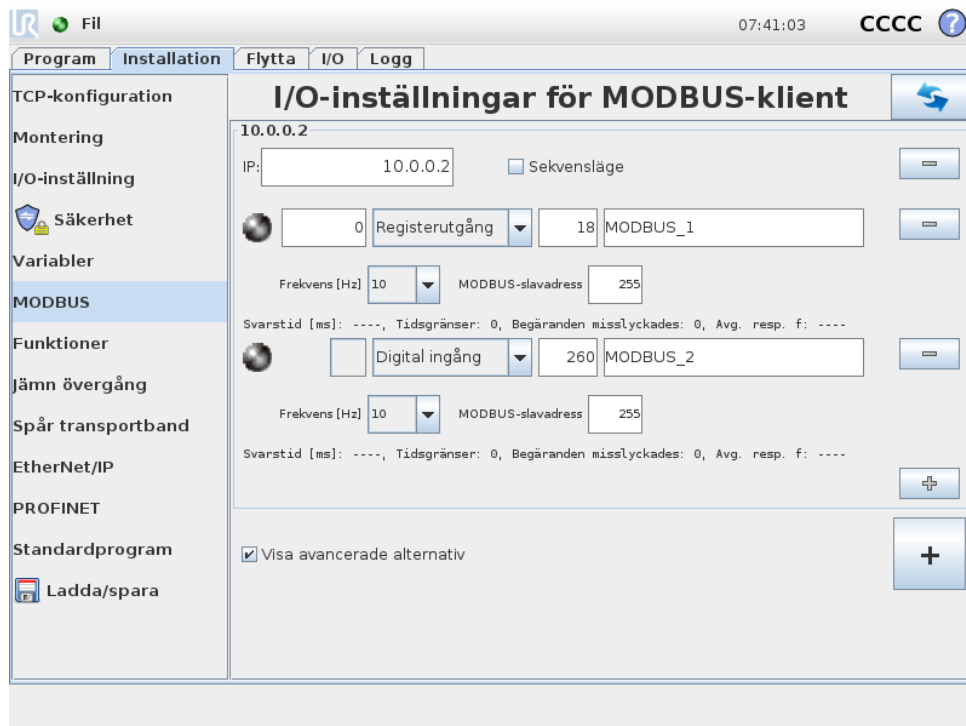 UR Fil 07:41:03 CCCC ?
Program Installation Flytta I/O Logg
TCP-konfiguration
Montering
I/O-inställning
Säkerhet
Variabler
MODBUS
Funktioner
Jämn övergång
Spår transportband
EtherNet/IP
PROFINET
Standardprogram
Ladda/spara
I/O-inställningar för MODBUS-klient
10.0.0.2
IP: 10.0.0.2 Sekvensläge
0 Registerutgång 18 MODBUS_1
Frekvens [Hz] 10 MODBUS-slavadress 255
Svarstid [ms]: ----, Tidsgränser: 0, Begäranden misslyckades: 0, Avg. resp. f: ----
Digital ingång 260 MODBUS_2
Frekvens [Hz] 10 MODBUS-slavadress 255
Svarstid [ms]: ----, Tidsgränser: 0, Begäranden misslyckades: 0, Avg. resp. f: ----
Visa avancerade alternativ